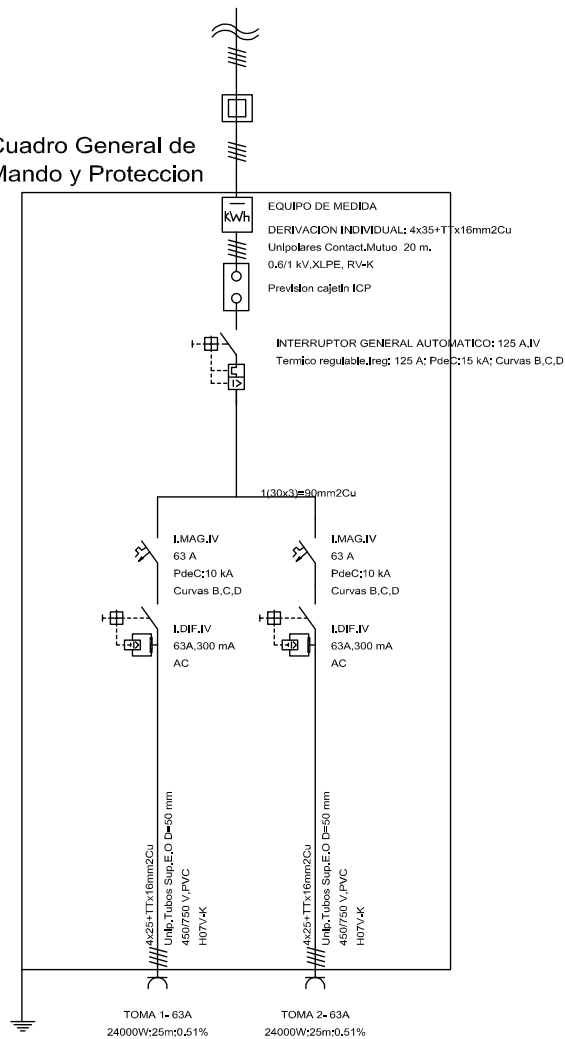 Cuadro General de
Mando y Proteccion
KWh
EQUIPO DE MEDIDA
DERIVACION INDIVIDUAL: 4x35+TTx16mm2Cu
Unipolares Contact.Mutuo 20 m.
0.6/1 kV,XLPE, RV-K
Prevision cajetin ICP
INTERRUPTOR GENERAL AUTOMATICO: 125 A,IV
Termico regulable.Ireg: 125 A; PdeC:15 kA; Curvas B,C,D
I>
1(30x3)=90mm2Cu
I.MAG.IV
63 A
PdeC:10 kA
Curvas B,C,D
I.MAG.IV
63 A
PdeC:10 kA
Curvas B,C,D
I.DIF.IV
63A,300 mA
AC
I.DIF.IV
63A,300 mA
AC
4x25+TTx16mm2Cu
Unip.Tubos Sup.E.O D=50 mm
450/750 V,PVC
H07V-K
4x25+TTx16mm2Cu
Unip.Tubos Sup.E.O D=50 mm
450/750 V,PVC
H07V-K
TOMA 1- 63A
24000W;25m;0.51%
TOMA 2- 63A
24000W;25m;0.51%